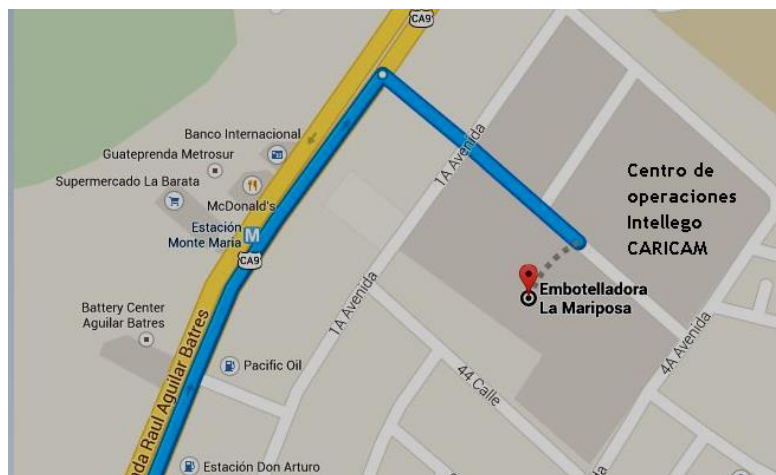 CA9
Banco Internacional
Guateprenda Metrosur
Supermercado La Barata
McDonald's
Estación
Monte María
M
CA9
1A Avenida
Centro de
operaciones
Intellego
CARICAM
Embotelladora
La Mariposa
Battery Center
Aguilar Batres
1A Avenida
Raul Aguilar Batres
Pacific Oil
44 Calle
4A Avenida
Estación Don Arturo